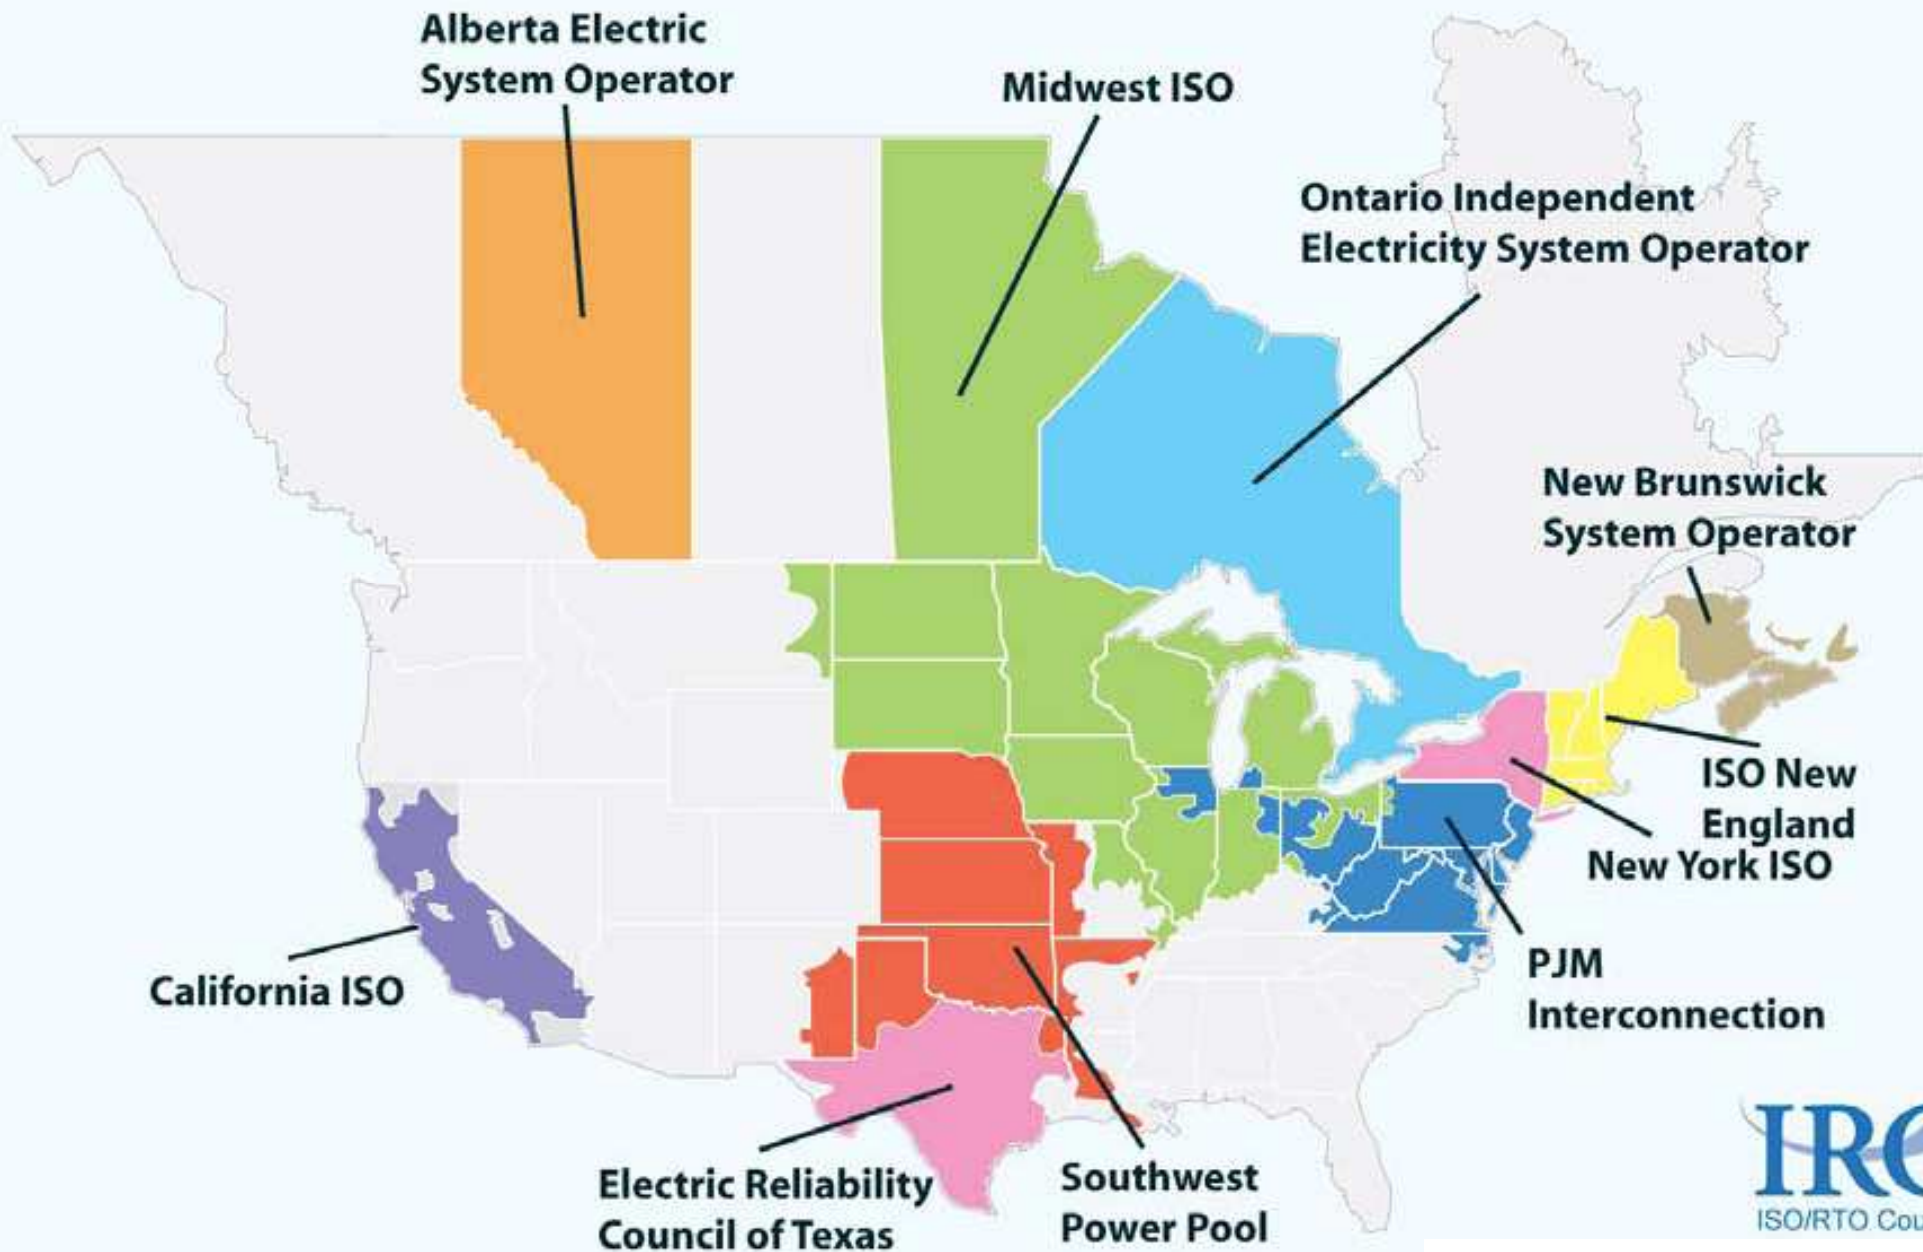 Alberta Electric
System Operator
Midwest ISO
Ontario Independent
Electricity System Operator
New Brunswick
System Operator
ISO New
England
New York ISO
PJM
Interconnection
California ISO
Electric Reliability
Council of Texas
Southwest
Power Pool
IRC
ISO/RTO Cou